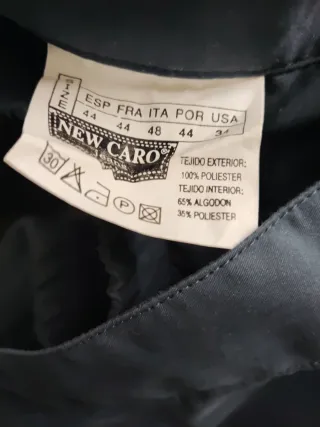 SIZE
ESP FRA ITA POR USA
44 44 48 44 34
NEW CARO
30
P
TEJIDO EXTERIOR:
100% POLIESTER
TEJIDO INTERIOR:
65% ALGODON
35% POLIESTER